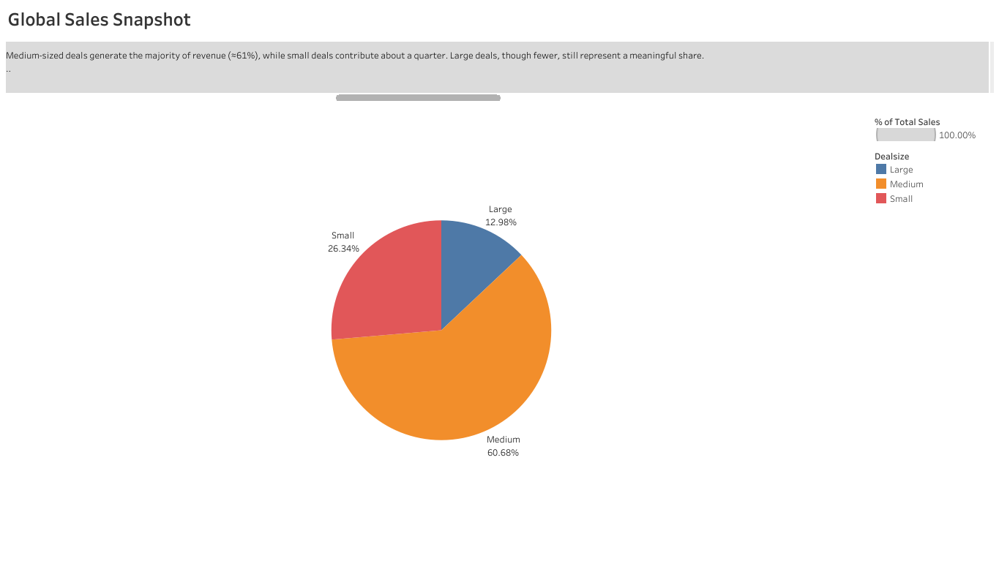 Global Sales Snapshot
Medium-sized deals generate the majority of revenue (≈61%), while small deals contribute about a quarter. Large deals, though fewer, still represent a meaningful share.
..
% of Total Sales
100.00%
Dealsize
Large
Medium
Small
Large
12.98%
Small
26.34%
Medium
60.68%